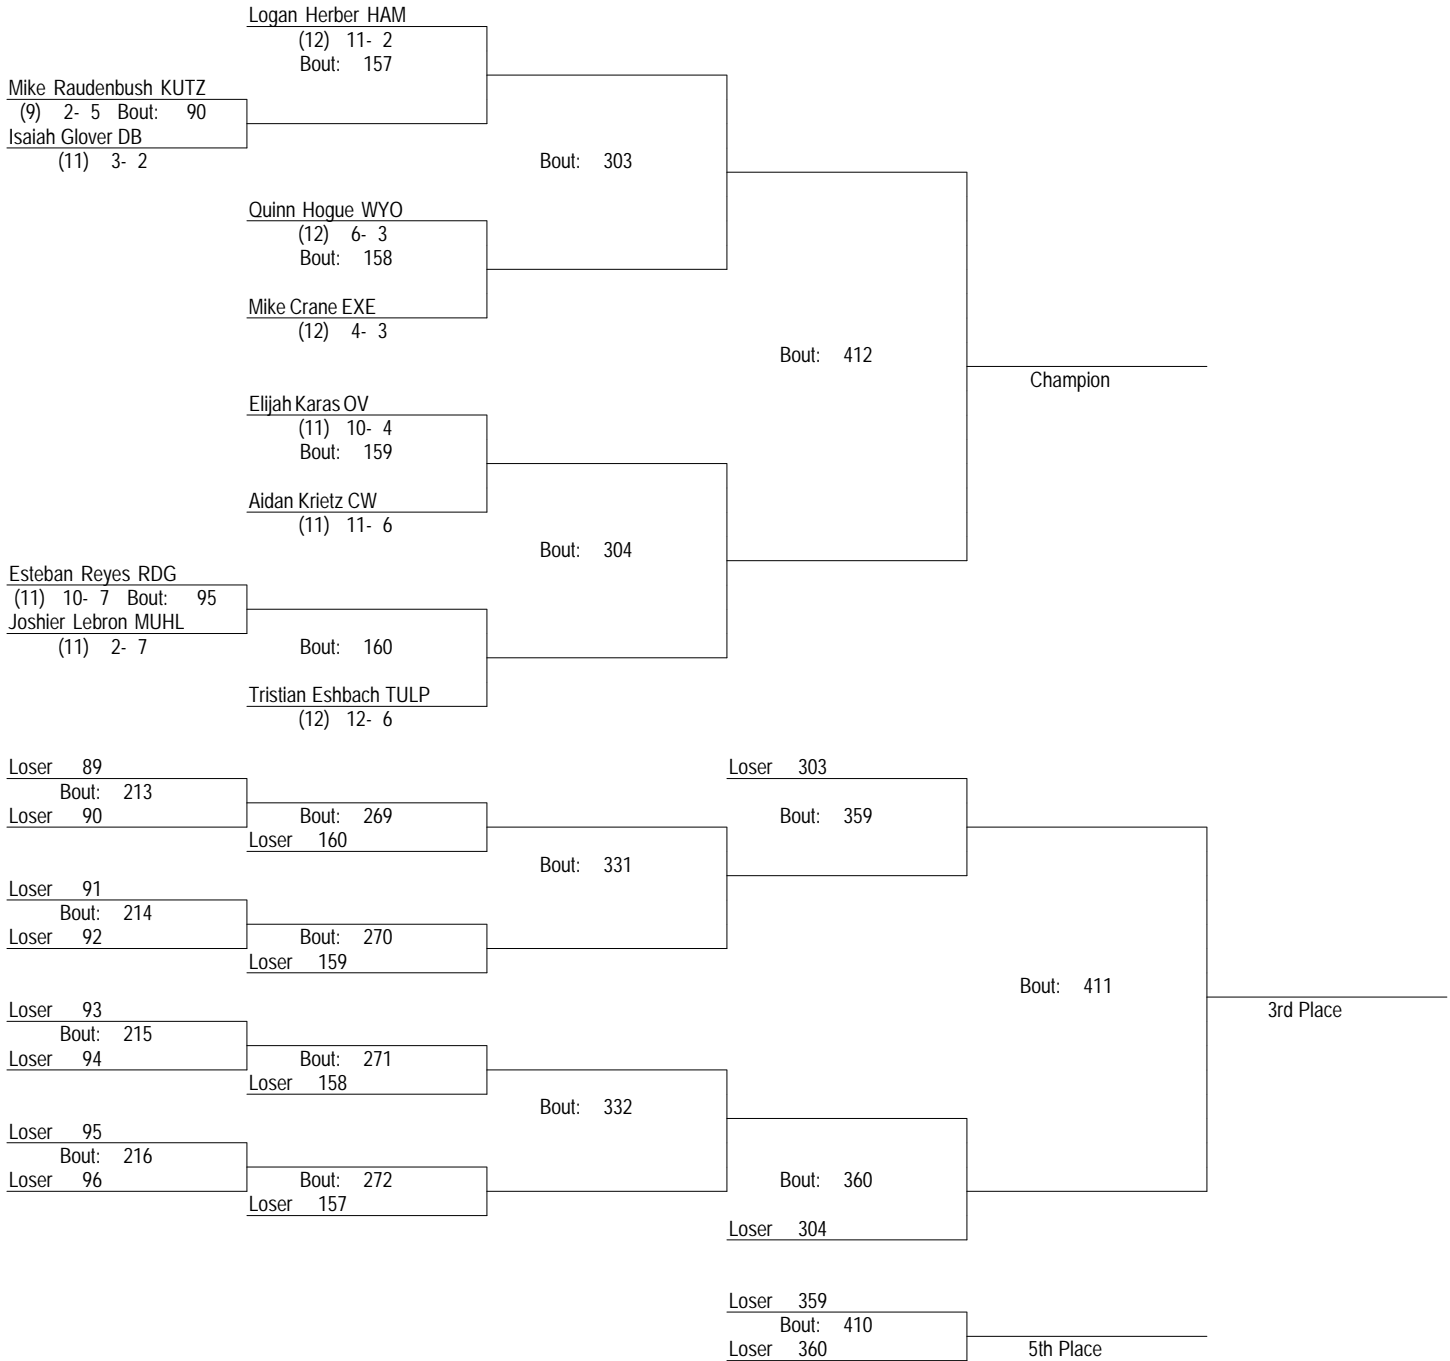 Logan Herber HAM
(12) 11- 2
Bout: 157
Mike Raudenbush KUTZ
(9) 2- 5 Bout: 90
Isaiah Glover DB
(11) 3- 2
Bout: 303
Quinn Hogue WYO
(12) 6- 3
Bout: 158
Mike Crane EXE
(12) 4- 3
Bout: 412
Champion
Elijah Karas OV
(11) 10- 4
Bout: 159
Aidan Krietz CW
(11) 11- 6
Bout: 304
Esteban Reyes RDG
(11) 10- 7 Bout: 95
Joshier Lebron MUHL
(11) 2- 7
Bout: 160
Tristian Eshbach TULP
(12) 12- 6
Loser 89
Bout: 213
Loser 90
Bout: 269
Loser 160
Loser 303
Bout: 359
Bout: 331
Loser 91
Bout: 214
Loser 92
Bout: 270
Loser 159
Bout: 411
3rd Place
Loser 93
Bout: 215
Loser 94
Bout: 271
Loser 158
Bout: 332
Loser 95
Bout: 216
Loser 96
Bout: 272
Loser 157
Bout: 360
Loser 304
Loser 359
Bout: 410
Loser 360
5th Place